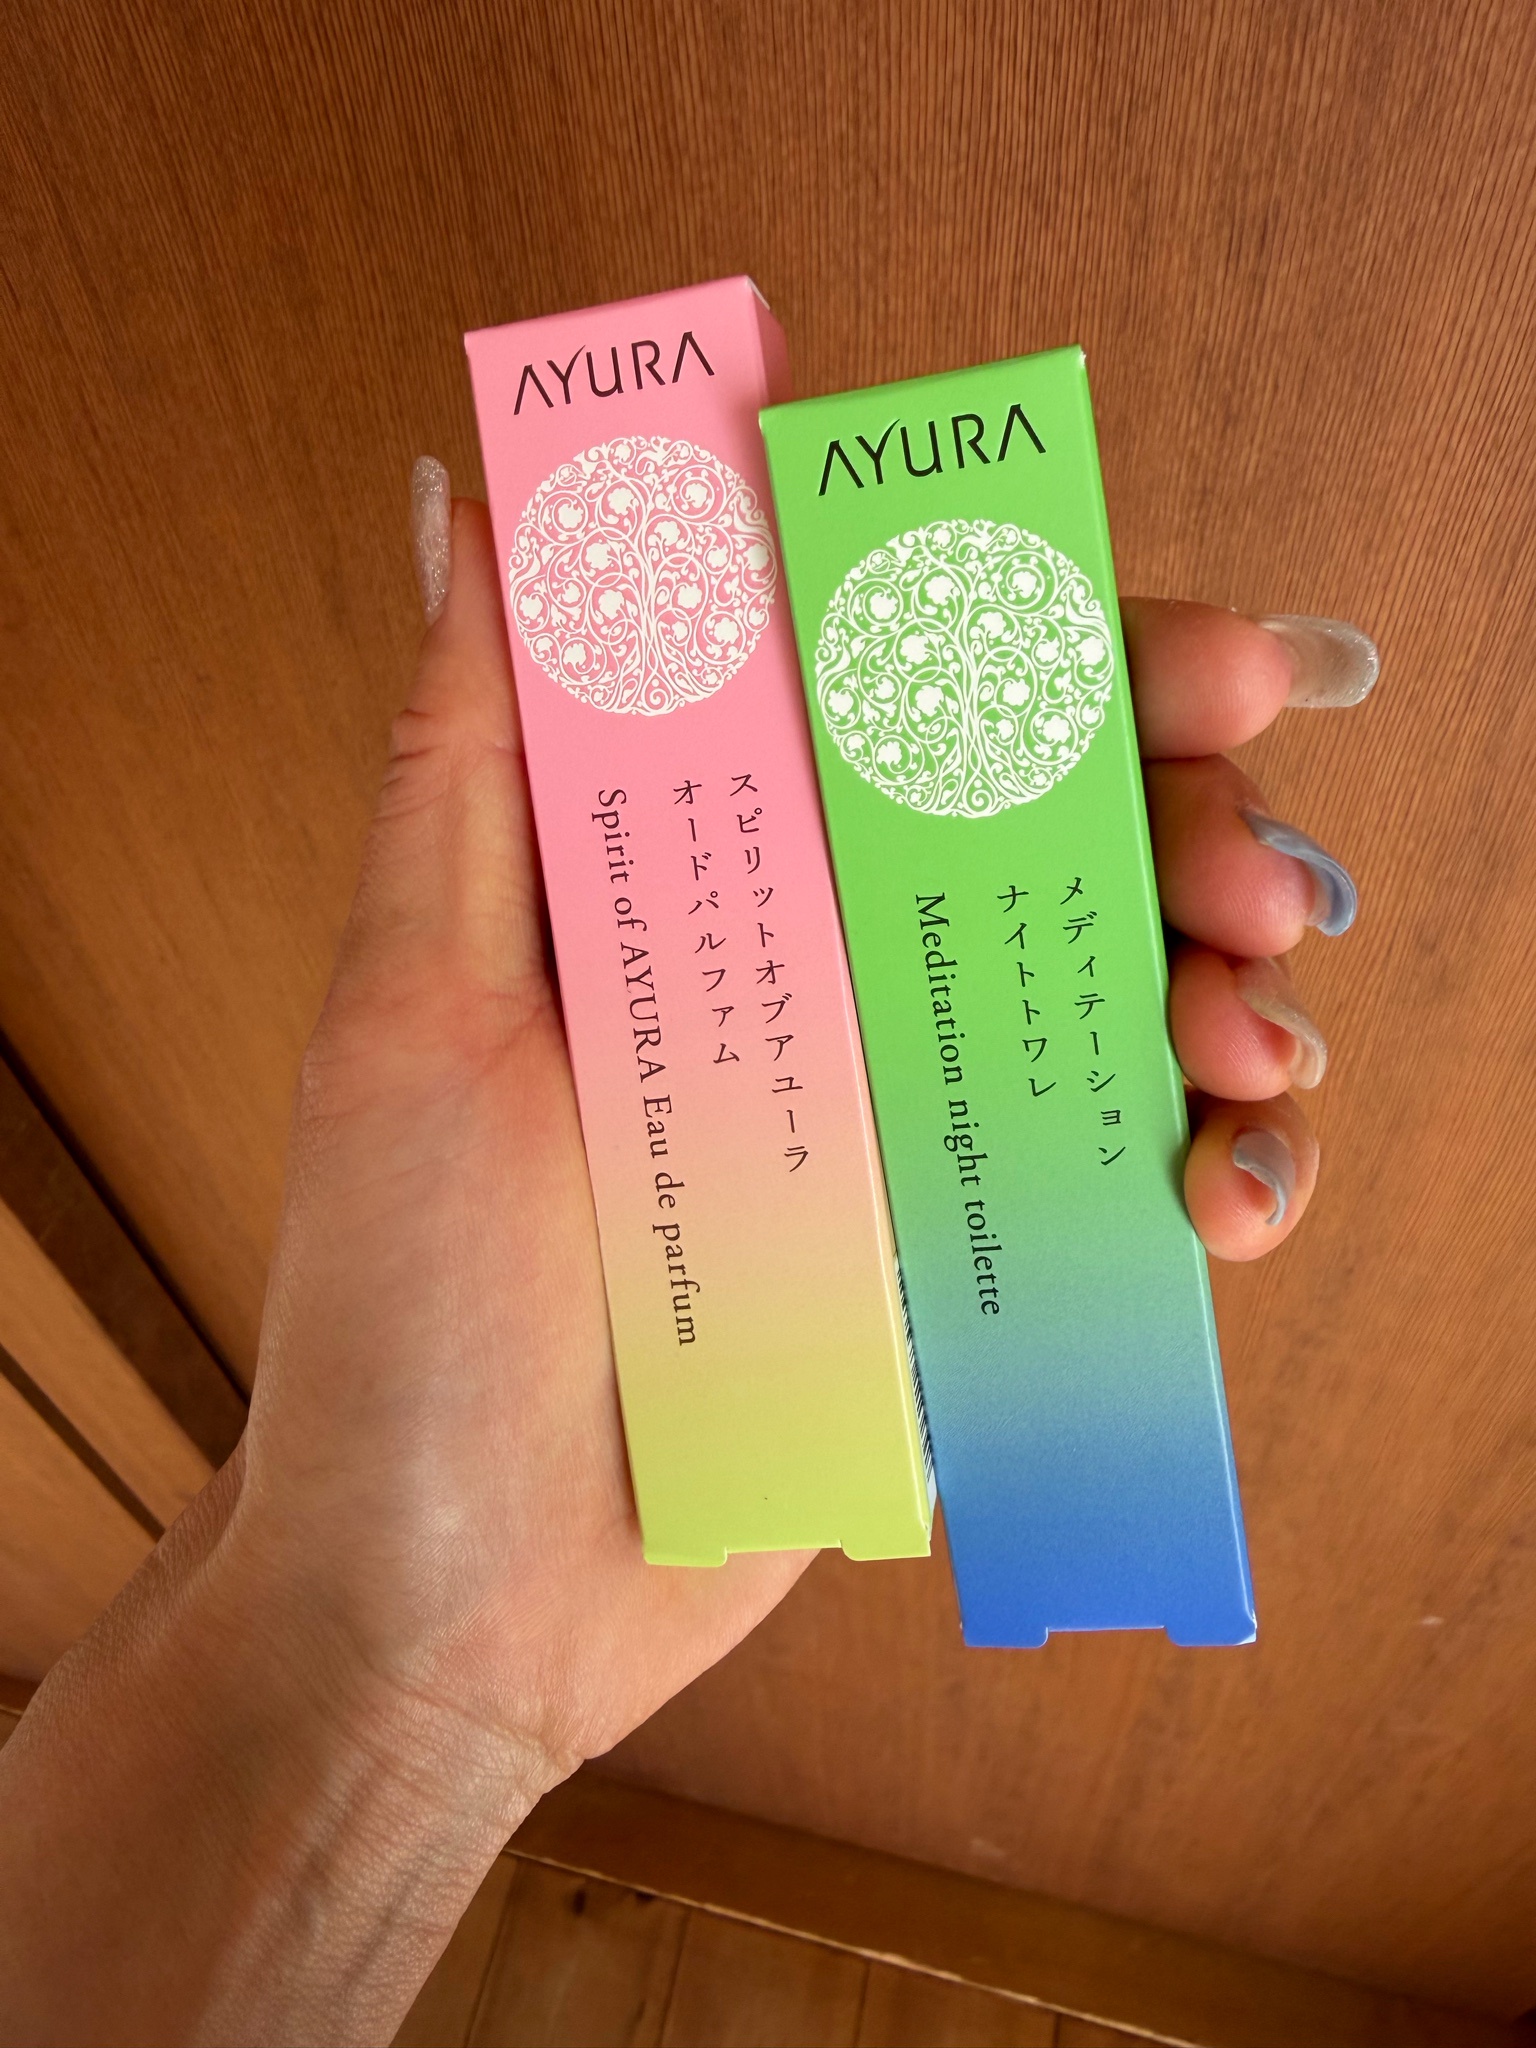 AYURA
スピリットオブアユーラ
オードパルファム
Spirit of AYURA Eau de parfum
AYURA
メディテーション
ナイトトワレ
Meditation night toilette